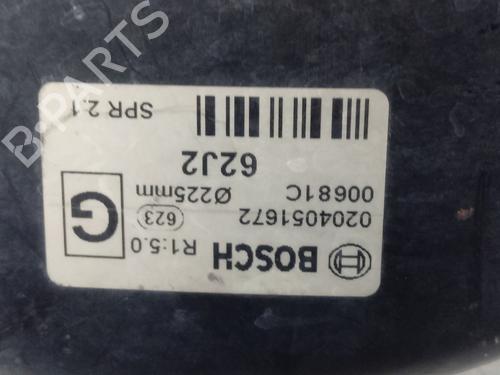 BOSCH R1:5.0
0204051672 623
00681C Ø225mm
G
62J2
SPR 2.1
B-PARTS